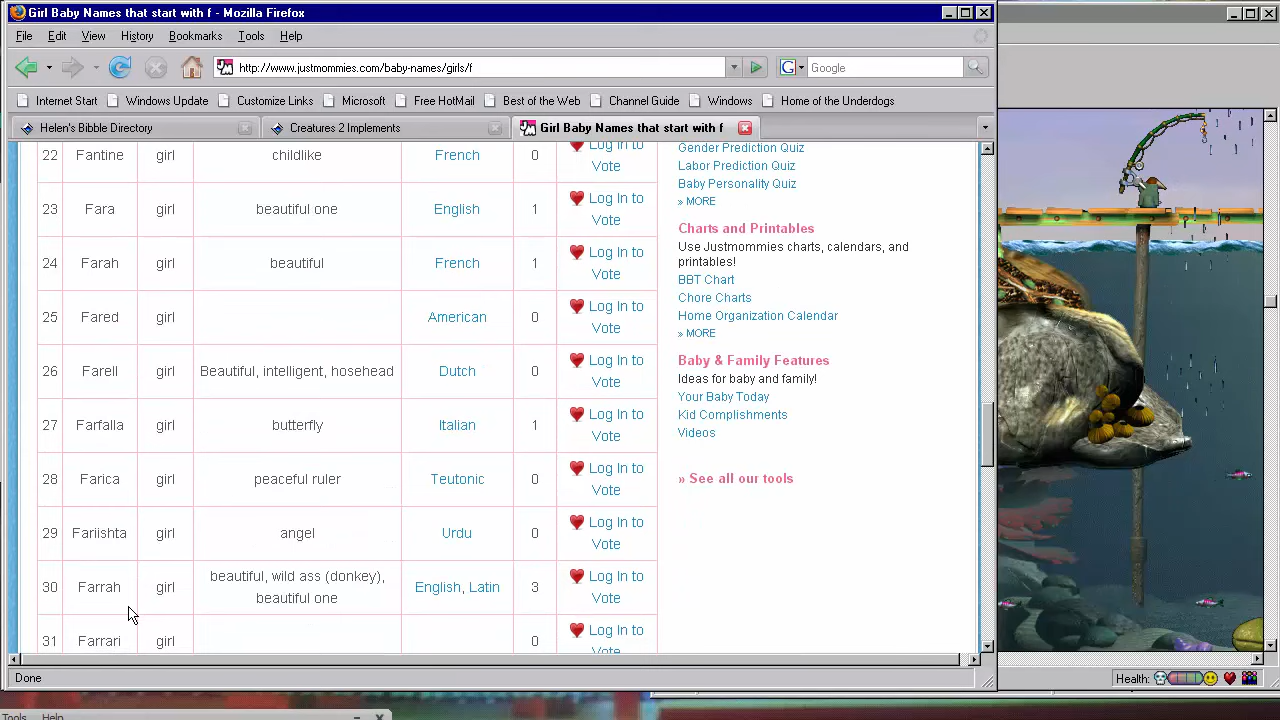 Girl Baby Names that start with f - Mozilla Firefox
File Edit View History Bookmarks Tools Help
http://www.justmommies.com/baby-names/girls/f
G Google
Internet Start Windows Update Customize Links Microsoft Free HotMail Best of the Web Channel Guide Windows Home of the Underdogs
Helen's Bibble Directory Creatures 2 Implements Girl Baby Names that start with f
22 Fantine girl childlike French 0 Log In to Vote
23 Fara girl beautiful one English 1 Log In to Vote
24 Farah girl beautiful French 1 Log In to Vote
25 Fared girl American 0 Log In to Vote
26 Farell girl Beautiful, intelligent, hosehead Dutch 0 Log In to Vote
27 Farfalla girl butterfly Italian 1 Log In to Vote
28 Farica girl peaceful ruler Teutonic 0 Log In to Vote
29 Fariishta girl angel Urdu 0 Log In to Vote
30 Farrah girl beautiful, wild ass (donkey), beautiful one English, Latin 3 Log In to Vote
31 Farrari girl 0 Log In to Vote
Gender Prediction Quiz
Labor Prediction Quiz
Baby Personality Quiz
» MORE
Charts and Printables
Use Justmommies charts, calendars, and
printables!
BBT Chart
Chore Charts
Home Organization Calendar
» MORE
Baby & Family Features
Ideas for baby and family!
Your Baby Today
Kid Complishments
Videos
» See all our tools
Done
Health:
Tools Help